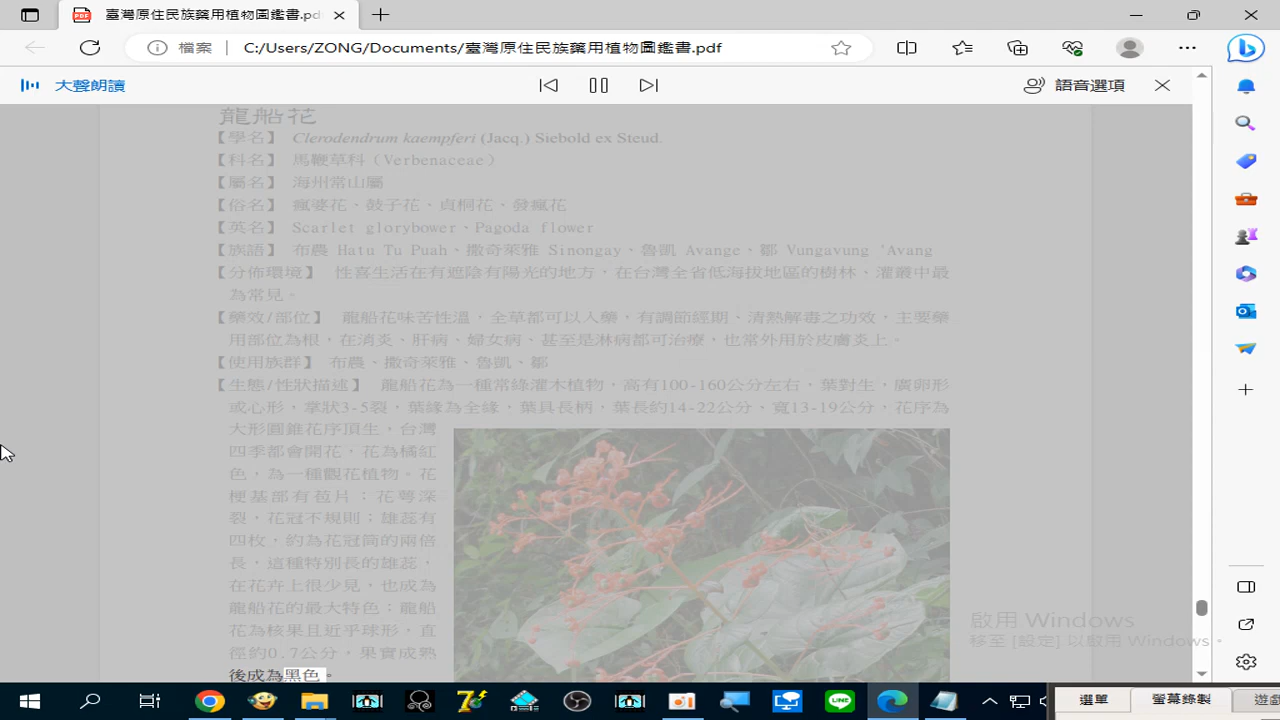 臺灣原住民族藥用植物圖鑑書.pd
檔案
C:/Users/ZONG/Documents/臺灣原住民族藥用植物圖鑑書.pdf
大聲朗讀
語音選項
龍船花
【學名】 Clerodendrum kaempferi (Jacq.) Siebold ex Steud.
【科名】 馬鞭草科（Verbenaceae）
【屬名】 海州常山屬
【俗名】 瘋婆花、鼓子花、貞桐花、發瘋花
【英名】 Scarlet glorybower、Pagoda flower
【族語】 布農 Hatu Tu Puah、撒奇萊雅 Sinongay、魯凱 Avange、鄒 Vungavung ‘Avang
【分佈環境】 性喜生活在有遮陰有陽光的地方，在台灣全省低海拔地區的樹林、灌叢中最
為常見。
【藥效/部位】 龍船花味苦性溫，全草都可以入藥，有調節經期、清熱解毒之功效，主要藥
用部位為根，在消炎、肝病、婦女病、甚至是淋病都可治療，也常外用於皮膚炎上。
【使用族群】 布農、撒奇萊雅、魯凱、鄒
【生態/性狀描述】 龍船花為一種常綠灌木植物，高有100-160公分左右，葉對生，廣卵形
或心形，掌狀3-5裂，葉緣為全緣，葉具長柄，葉長約14-22公分，寬13-19公分，花序為
大形圓錐花序頂生，台灣
四季都會開花，花為橘紅
色，為一種觀花植物。花
梗基部有苞片；花萼深
裂，花冠不規則；雄蕊有
四枚，約為花冠筒的兩倍
長，這種特別長的雄蕊，
在花卉上很少見，也成為
龍船花的最大特色；龍船
花為核果且近乎球形，直
徑約0.7公分，果實成熟
後成為黑色。
啟用 Windows
移至 [設定] 以啟用 Windows。
選單
螢幕錄製
遊戲